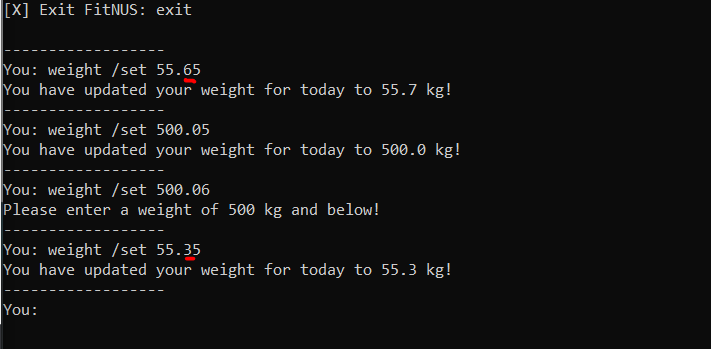 [X] Exit FitNUS: exit
------------------
You: weight /set 55.65
You have updated your weight for today to 55.7 kg!
------------------
You: weight /set 500.05
You have updated your weight for today to 500.0 kg!
------------------
You: weight /set 500.06
Please enter a weight of 500 kg and below!
------------------
You: weight /set 55.35
You have updated your weight for today to 55.3 kg!
------------------
You: